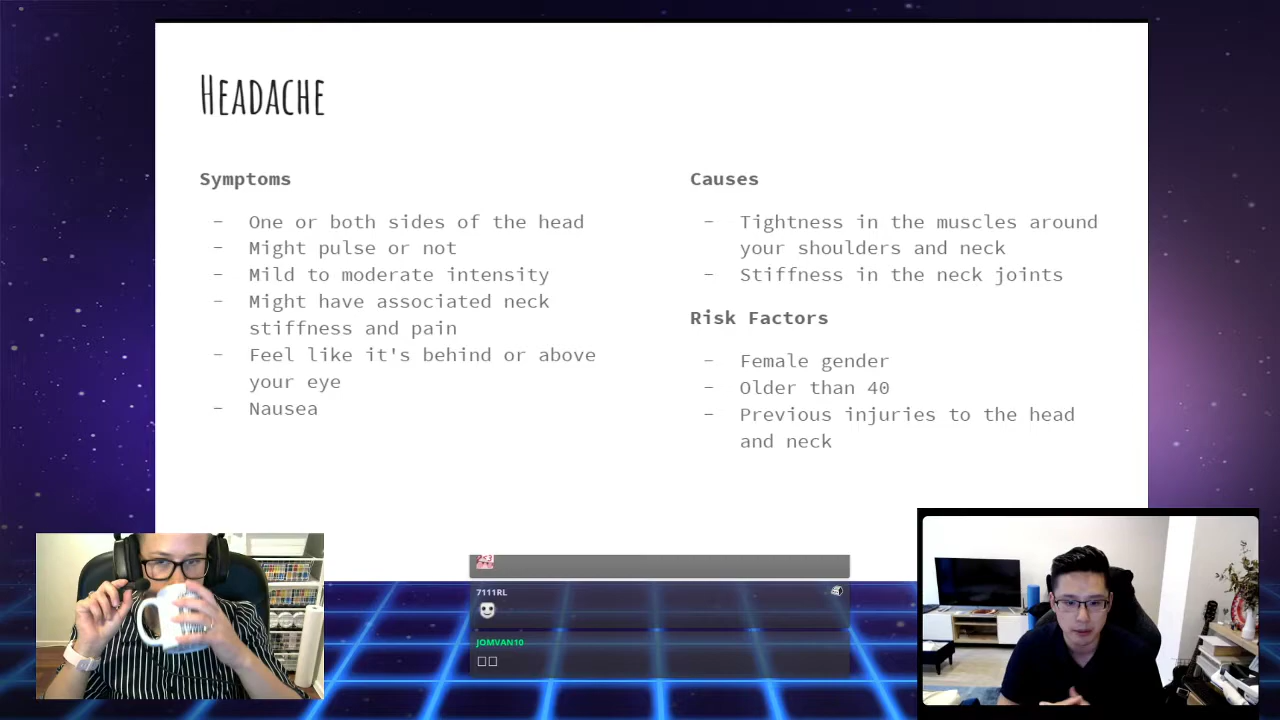 HEADACHE
Symptoms
- One or both sides of the head
- Might pulse or not
- Mild to moderate intensity
- Might have associated neck
stiffness and pain
- Feel like it's behind or above
your eye
- Nausea
Causes
- Tightness in the muscles around
your shoulders and neck
- Stiffness in the neck joints
Risk Factors
- Female gender
- Older than 40
- Previous injuries to the head
and neck
7111RL
JOMVAN10